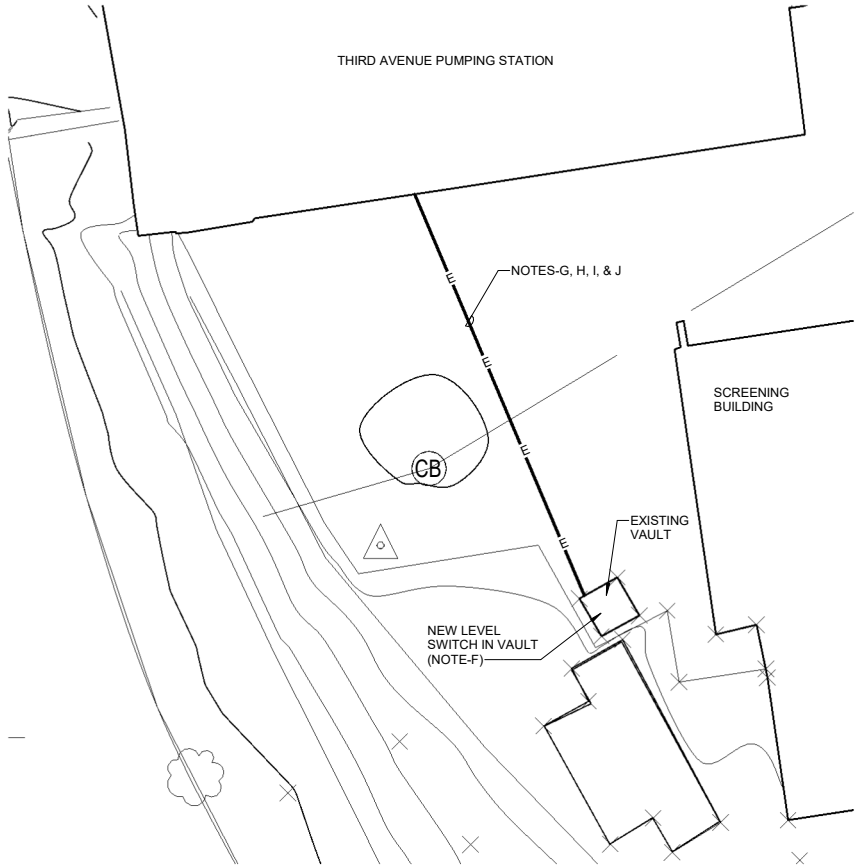 THIRD AVENUE PUMPING STATION
E
NOTES-G, H, I, & J
E
SCREENING
BUILDING
E
CB
EXISTING
VAULT
E
NEW LEVEL
SWITCH IN VAULT
(NOTE-F)